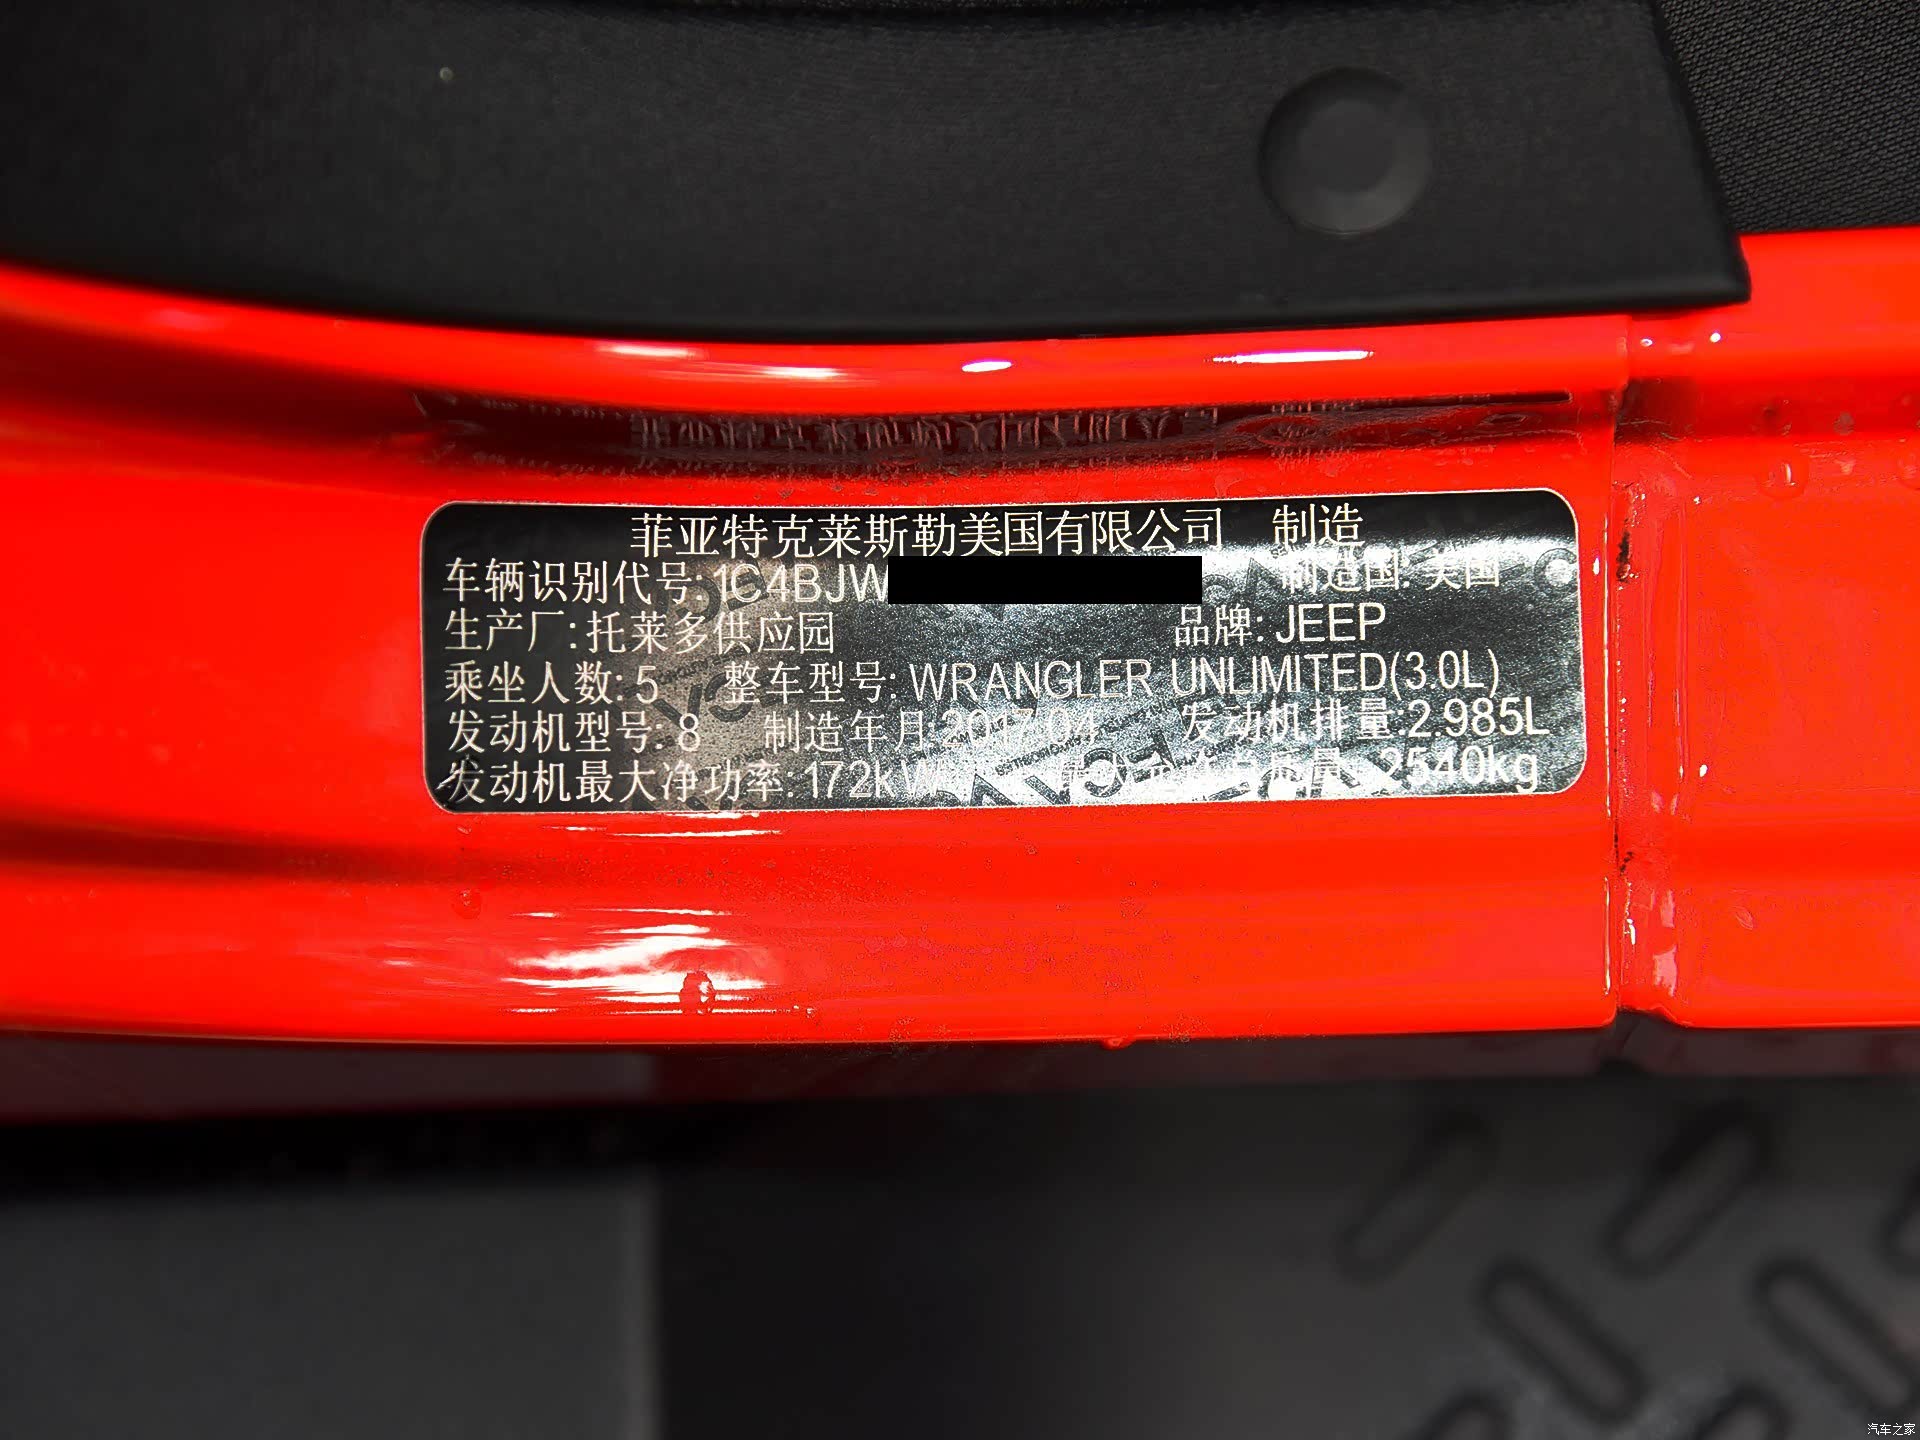 菲亚特克莱斯勒美国有限公司 制造
车辆识别代号: 1C4BJW 制造国: 美国
生产厂: 托莱多供应园 品牌: JEEP
乘坐人数: 5 整车型号: WRANGLER UNLIMITED(3.0L)
发动机型号: 8 制造年月: 2017/04 发动机排量: 2.985L
发动机最大净功率: 172kW 质量: 2540kg
汽车之家